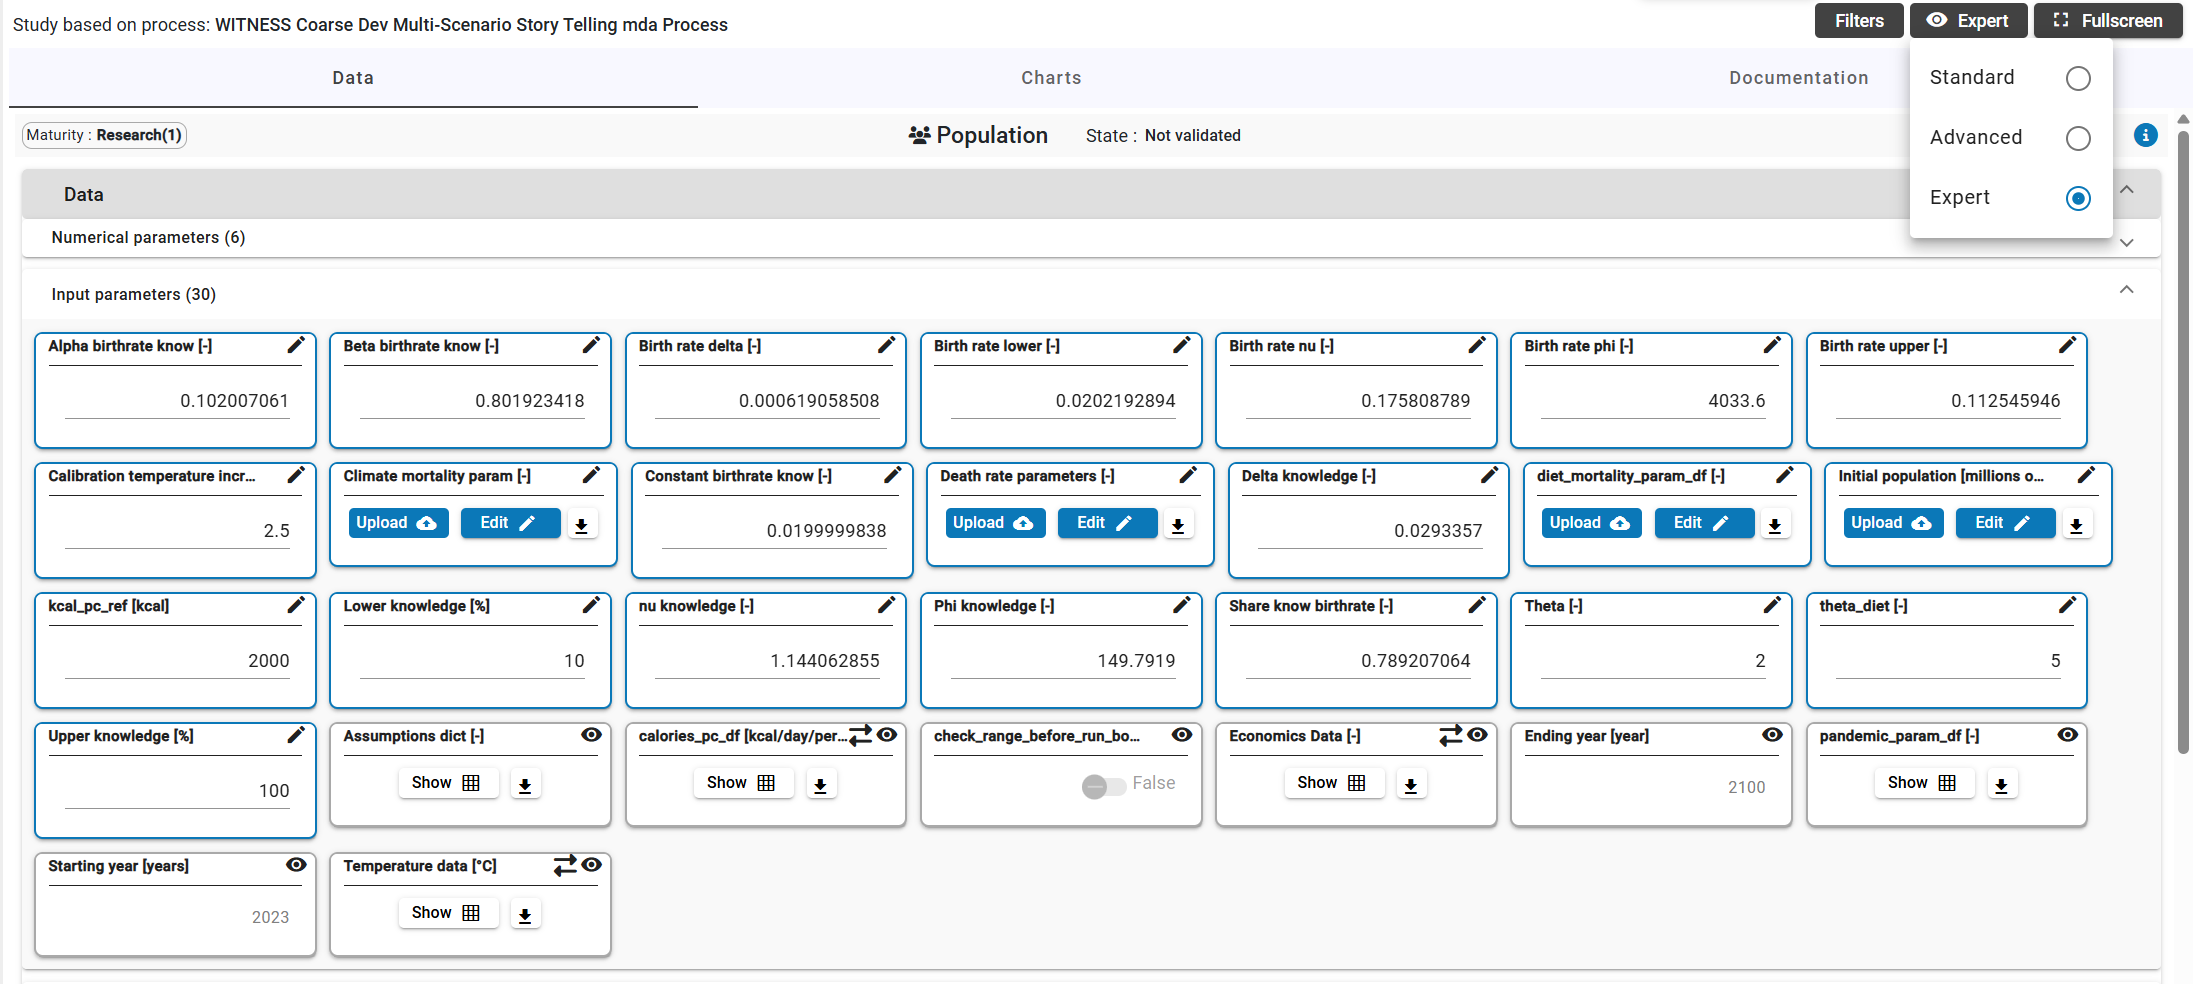 Study based on process: WITNESS Coarse Dev Multi-Scenario Story Telling mda Process
Filters
Expert
Fullscreen
Data
Charts
Documentation
Standard
Advanced
Expert
Maturity : Research(1)
Population
State : Not validated
Data
Numerical parameters (6)
Input parameters (30)
Alpha birthrate know [-]
0.102007061
Beta birthrate know [-]
0.801923418
Birth rate delta [-]
0.000619058508
Birth rate lower [-]
0.0202192894
Birth rate nu [-]
0.175808789
Birth rate phi [-]
4033.6
Birth rate upper [-]
0.112545946
Calibration temperature incr...
2.5
Climate mortality param [-]
Upload Edit
Constant birthrate know [-]
0.0199999838
Death rate parameters [-]
Upload Edit
Delta knowledge [-]
0.0293357
diet_mortality_param_df [-]
Upload Edit
Initial population [millions o...
Upload Edit
kcal_pc_ref [kcal]
2000
Lower knowledge [%]
10
nu knowledge [-]
1.144062855
Phi knowledge [-]
149.7919
Share know birthrate [-]
0.789207064
Theta [-]
2
theta_diet [-]
5
Upper knowledge [%]
100
Assumptions dict [-]
Show
calories_pc_df [kcal/day/per...
Show
check_range_before_run_bo...
False
Economics Data [-]
Show
Ending year [year]
2100
pandemic_param_df [-]
Show
Starting year [years]
2023
Temperature data [°C]
Show